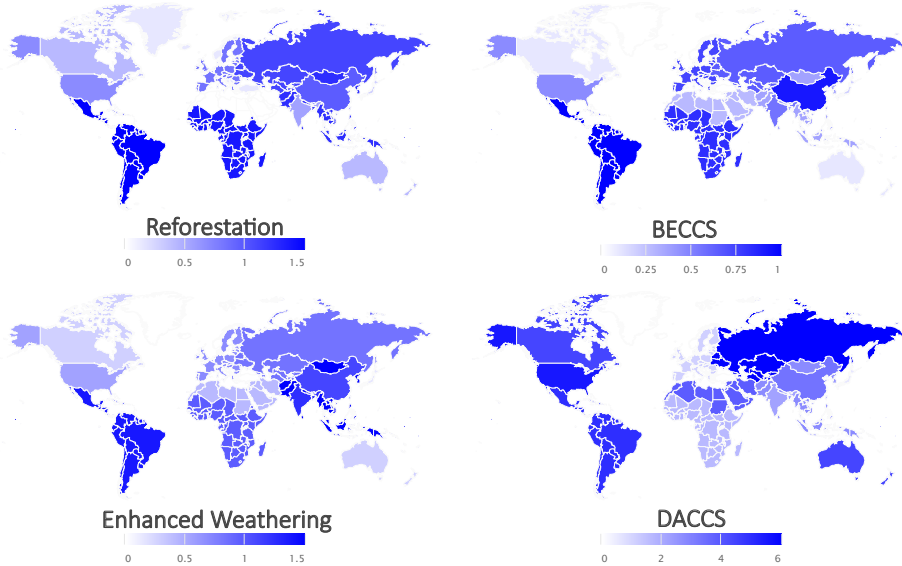 Reforestation
0 0.5 1 1.5
BECCS
0 0.25 0.5 0.75 1
Enhanced Weathering
0 0.5 1 1.5
DACCS
0 2 4 6